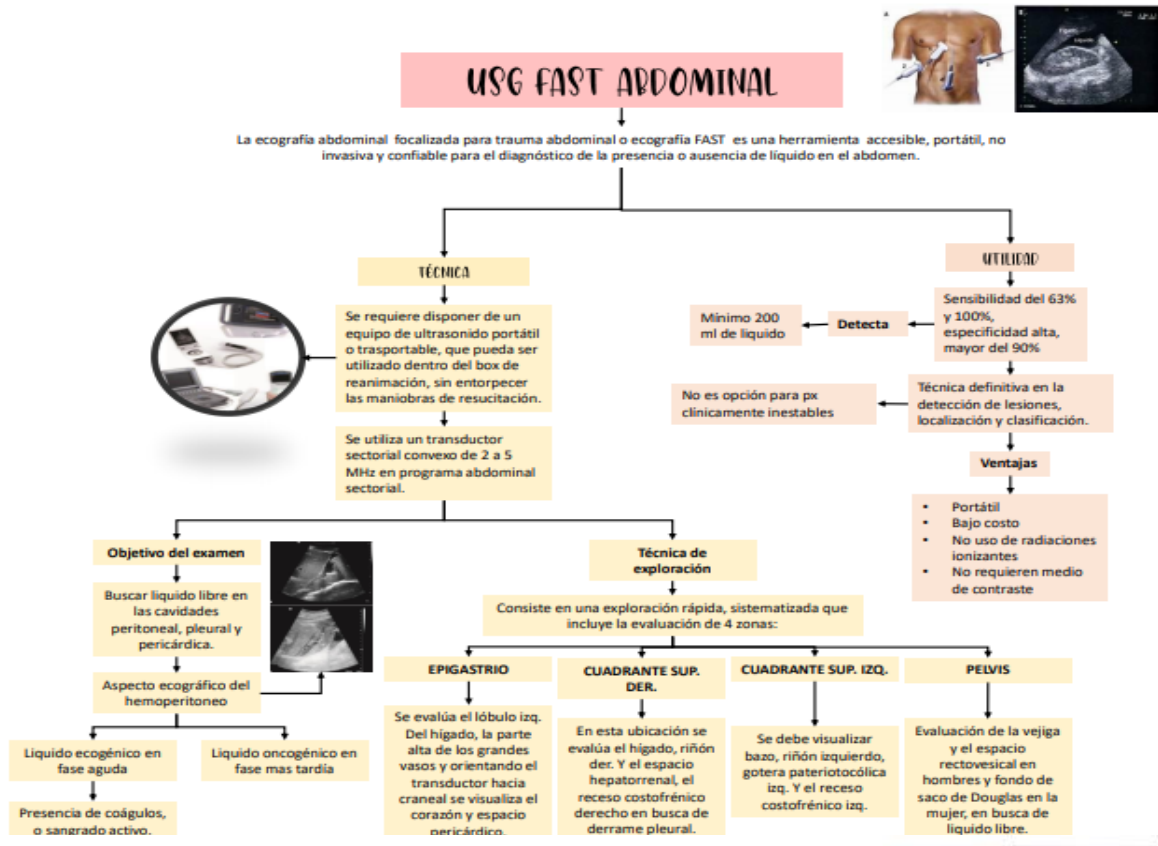 USG FAST ABDOMINAL
La ecografía abdominal focalizada para trauma abdominal o ecografía FAST es una herramienta accesible, portátil, no
invasiva y confiable para el diagnóstico de la presencia o ausencia de líquido en el abdomen.
TÉCNICA
Se requiere disponer de un
equipo de ultrasonido portátil
o trasportable, que pueda ser
utilizado dentro del box de
reanimación, sin entorpecer
las maniobras de resucitación.
Se utiliza un transductor
sectorial convexo de 2 a 5
MHz en programa abdominal
sectorial.
UTILIDAD
Sensibilidad del 63%
y 100%,
especificidad alta,
mayor del 90%
Detecta
Mínimo 200
ml de liquido
Técnica definitiva en la
detección de lesiones,
localización y clasificación.
No es opción para px
clínicamente inestables
Ventajas
▪ Portátil
▪ Bajo costo
▪ No uso de radiaciones
ionizantes
▪ No requieren medio
de contraste
Objetivo del examen
Buscar liquido libre en
las cavidades
peritoneal, pleural y
pericárdica.
Aspecto ecográfico del
hemoperitoneo
Liquido ecogénico en
fase aguda
Presencia de coágulos,
o sangrado activo.
Liquido oncogénico en
fase mas tardía
Técnica de
exploración
Consiste en una exploración rápida, sistematizada que
incluye la evaluación de 4 zonas:
EPIGASTRIO
Se evalúa el lóbulo izq.
Del hígado, la parte
alta de los grandes
vasos y orientando el
transductor hacia
craneal se visualiza el
corazón y espacio
pericárdico.
CUADRANTE SUP.
DER.
En esta ubicación se
evalúa el hígado, riñón
der. Y el espacio
hepatorrenal, el
receso costofrénico
derecho en busca de
derrame pleural.
CUADRANTE SUP. IZQ.
Se debe visualizar
bazo, riñón izquierdo,
gotera pateriotocólica
izq. Y el receso
costofrénico izq.
PELVIS
Evaluación de la vejiga
y el espacio
rectovesical en
hombres y fondo de
saco de Douglas en la
mujer, en busca de
líquido libre.